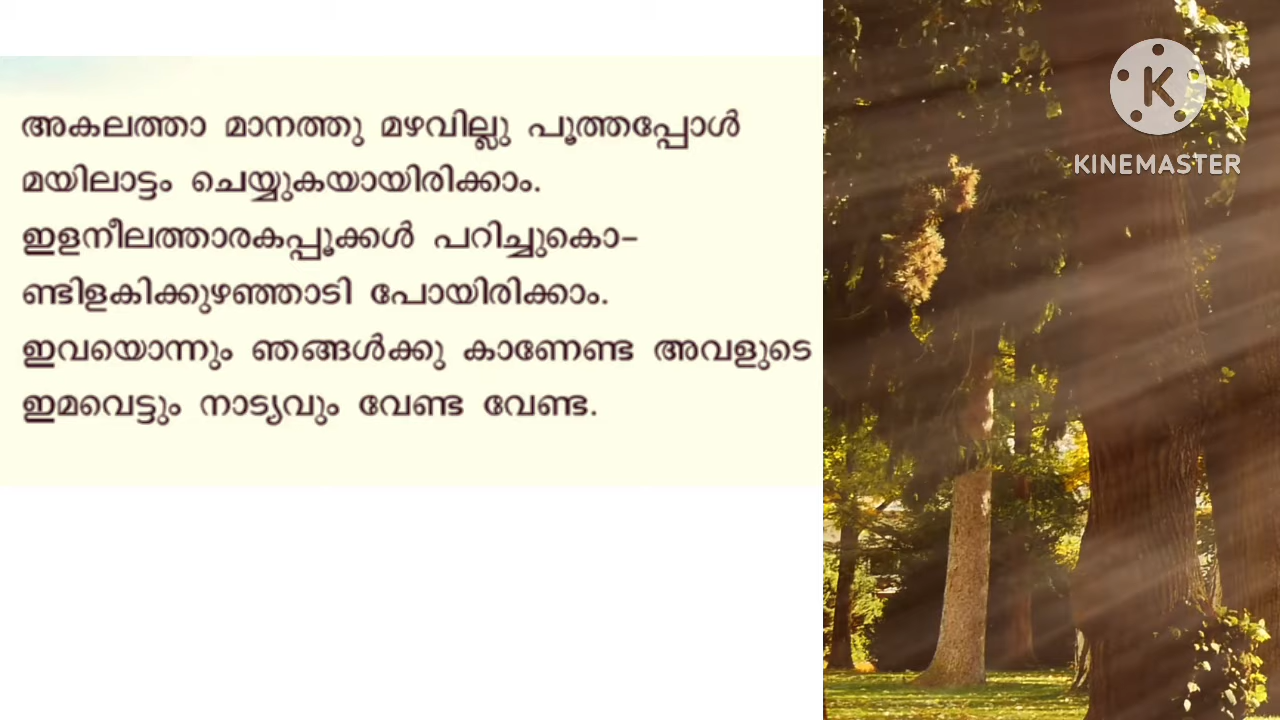 അകലത്താ മാനത്തു മഴവില്ലു പൂത്തപ്പോൾ
മയിലാട്ടം ചെയ്യുകയായിരിക്കാം.
ഇളനീലത്താരകപ്പൂക്കൾ പറിച്ചുകൊ–
ണ്ടിളകിക്കുഴഞ്ഞാടി പോയിരിക്കാം.
ഇവയൊന്നും ഞങ്ങൾക്കു കാണേണ്ട അവളുടെ
ഇമവെട്ടും നാട്യവും വേണ്ട വേണ്ട.
K
KINEMASTER